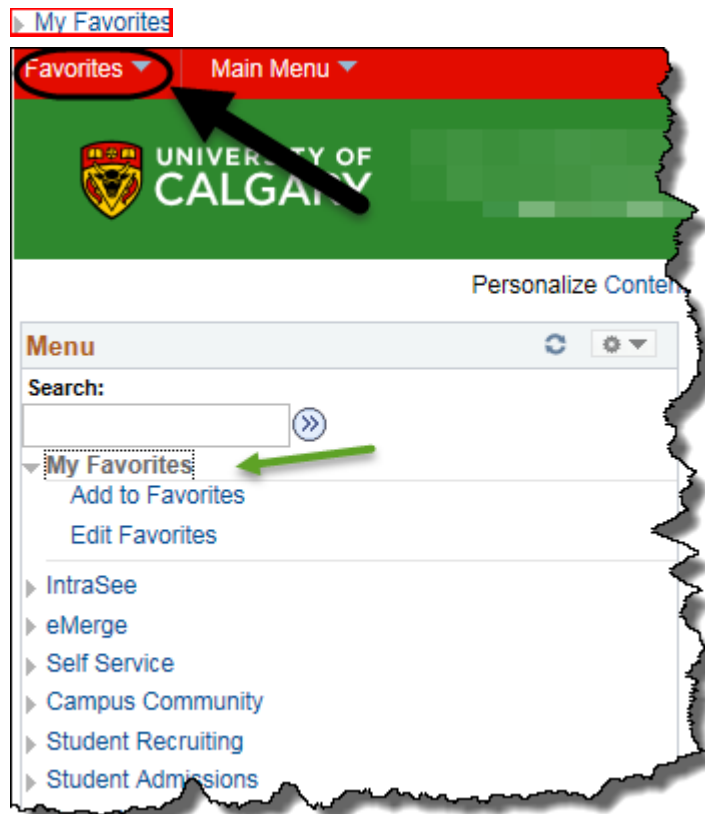 My Favorites
Favorites Main Menu
UNIVERSITY OF
CALGARY
Personalize Conten
Menu
Search:
My Favorites
Add to Favorites
Edit Favorites
IntraSee
eMerge
Self Service
Campus Community
Student Recruiting
Student Admissions